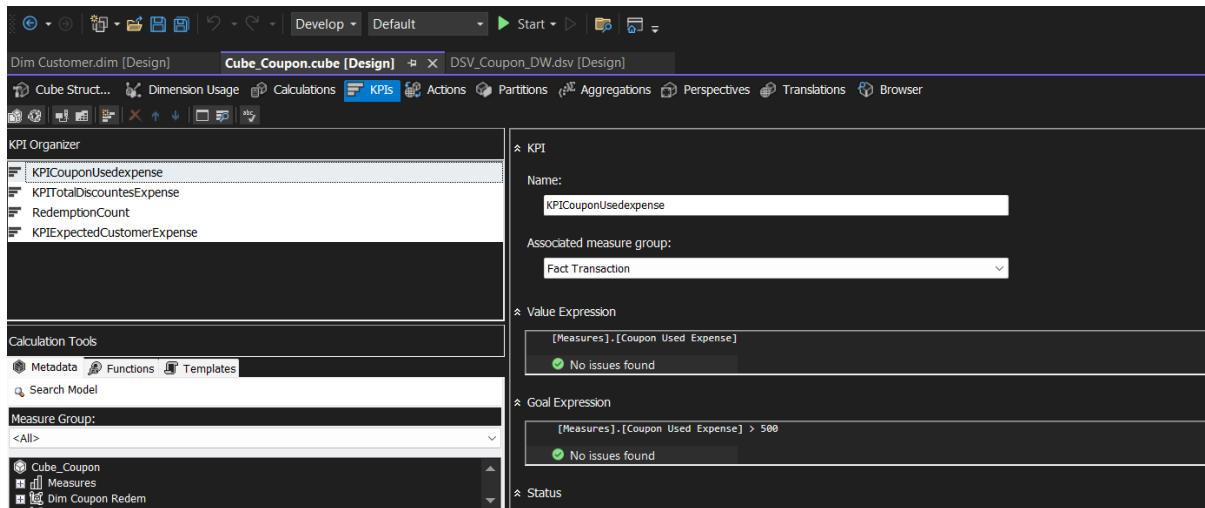 Develop Default Start
Dim Customer.dim [Design] Cube_Coupon.cube [Design] DSV_Coupon_DW.dsv [Design]
Cube Struct... Dimension Usage Calculations KPIs Actions Partitions Aggregations Perspectives Translations Browser
KPI Organizer
KPICouponUsedexpense
KPITotalDiscountesExpense
RedemptionCount
KPIExpectedCustomerExpense
Calculation Tools
Metadata Functions Templates
Search Model
Measure Group:
<All>
Cube_Coupon
Measures
Dim Coupon Redem
KPI
Name:
KPICouponUsedexpense
Associated measure group:
Fact Transaction
Value Expression
[Measures].[Coupon Used Expense]
No issues found
Goal Expression
[Measures].[Coupon Used Expense] > 500
No issues found
Status